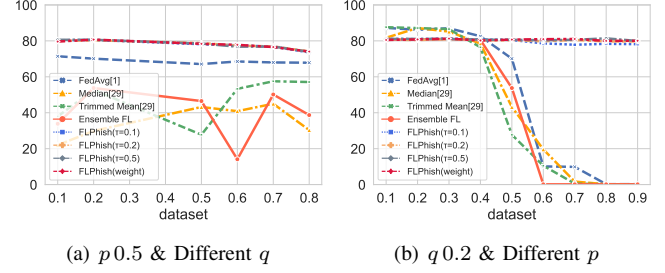 100
80
60
40
20
0
FedAvg[1]
Median[29]
Trimmed Mean[29]
Ensemble FL
FLPhish(τ=0.1)
FLPhish(τ=0.2)
FLPhish(τ=0.5)
FLPhish(weight)
0.1 0.2 0.3 0.4 0.5 0.6 0.7 0.8
dataset
(a) p 0.5 & Different q
100
80
60
40
20
0
FedAvg[1]
Median[29]
Trimmed Mean[29]
Ensemble FL
FLPhish(τ=0.1)
FLPhish(τ=0.2)
FLPhish(τ=0.5)
FLPhish(weight)
0.1 0.2 0.3 0.4 0.5 0.6 0.7 0.8 0.9
dataset
(b) q 0.2 & Different p